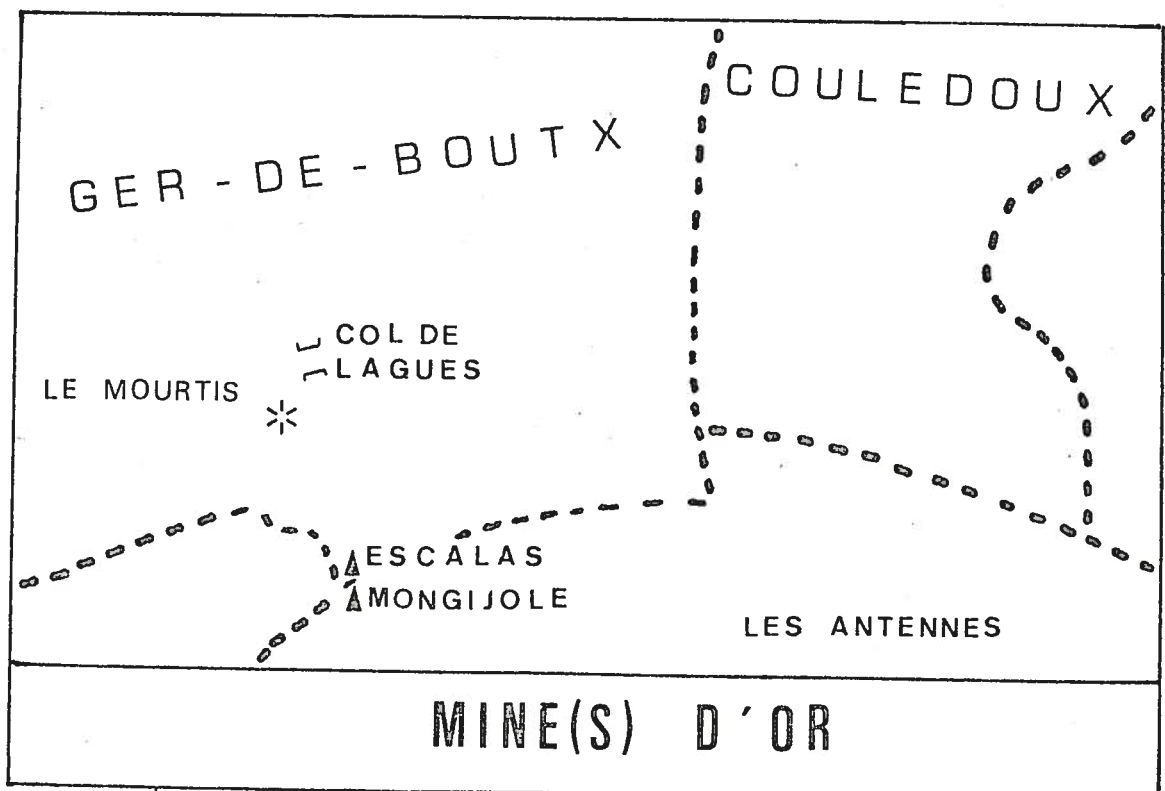 COULEDOUX
GER-DE-BOUTX
COL DE
LAGUES
LE MOURTIS
ESCALAS
MONGIJOLE
LES ANTENNES
MINE(S) D'OR